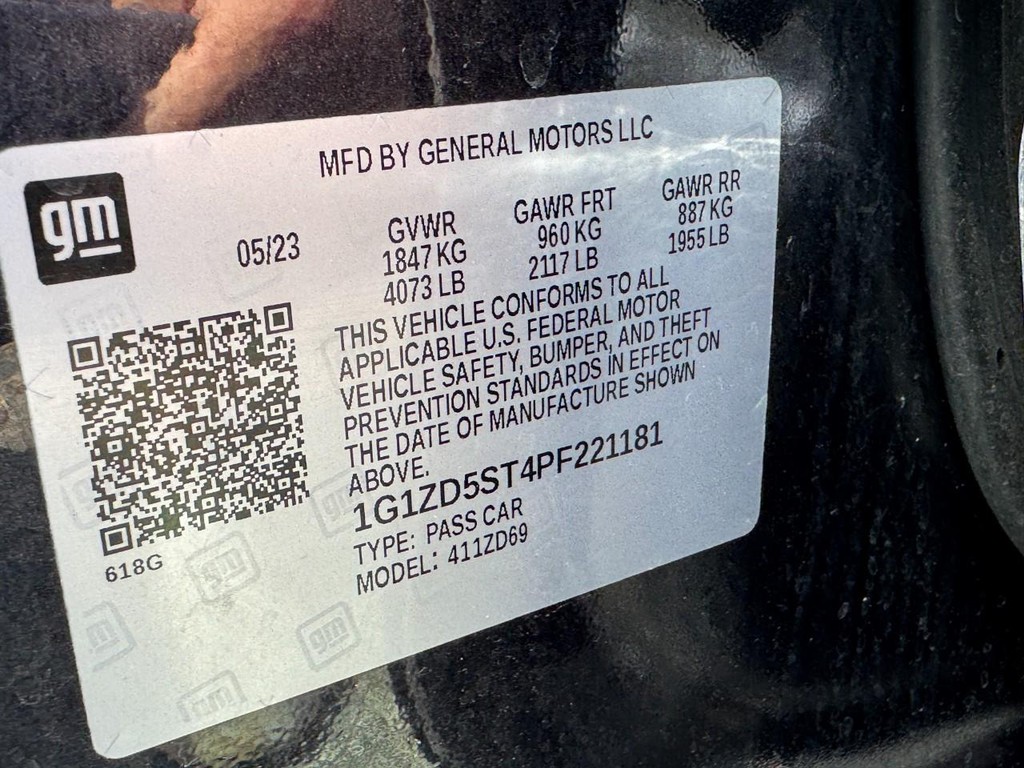 MFD BY GENERAL MOTORS LLC
gm
05/23
GVWR
1847 KG
4073 LB
GAWR FRT
960 KG
2117 LB
GAWR RR
887 KG
1955 LB
THIS VEHICLE CONFORMS TO ALL
APPLICABLE U.S. FEDERAL MOTOR
VEHICLE SAFETY, BUMPER, AND THEFT
PREVENTION STANDARDS IN EFFECT ON
THE DATE OF MANUFACTURE SHOWN
ABOVE.
1G1ZD5ST4PF221181
TYPE: PASS CAR
MODEL: 411ZD69
618G
gm
gm